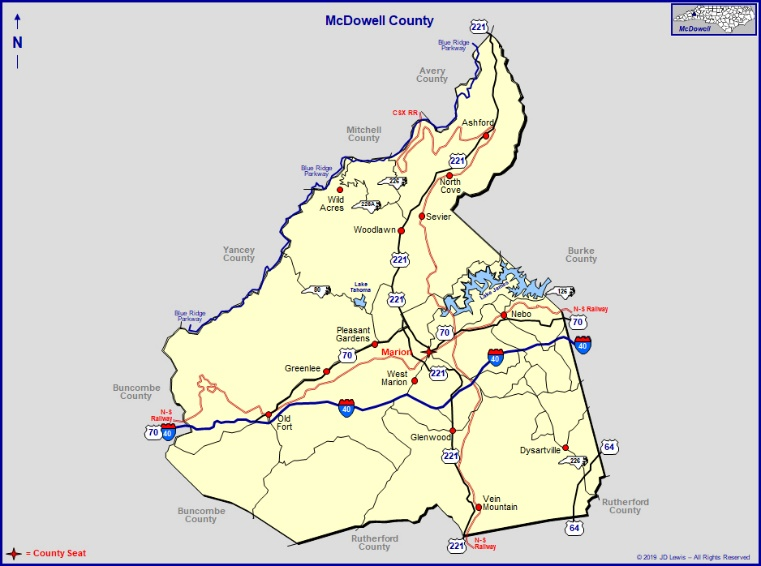 McDowell County
McDowell
N
221
Blue Ridge
Parkway
Avery
County
CSX RR
Ashford
Mitchell
County
221
Blue Ridge
Parkway
226
North
Cove
Wild
Acres
226A
Sevier
Woodlawn
Yancey
County
Burke
County
221
80
Lake
Tahoma
Lake James
126
221
N-S Railway
Blue Ridge
Parkway
Nebo
70
Pleasant
Gardens
70
40
Marion
70
40
Greenlee
221
West
Marion
Buncombe
County
40
N-S
Railway
Old
Fort
70
40
Glenwood
64
Dysartville
221
226
Buncombe
County
Vein
Mountain
Rutherford
County
64
Rutherford
County
N-S
Railway
221
= County Seat
© 2019 JD Lewis – All Rights Reserved